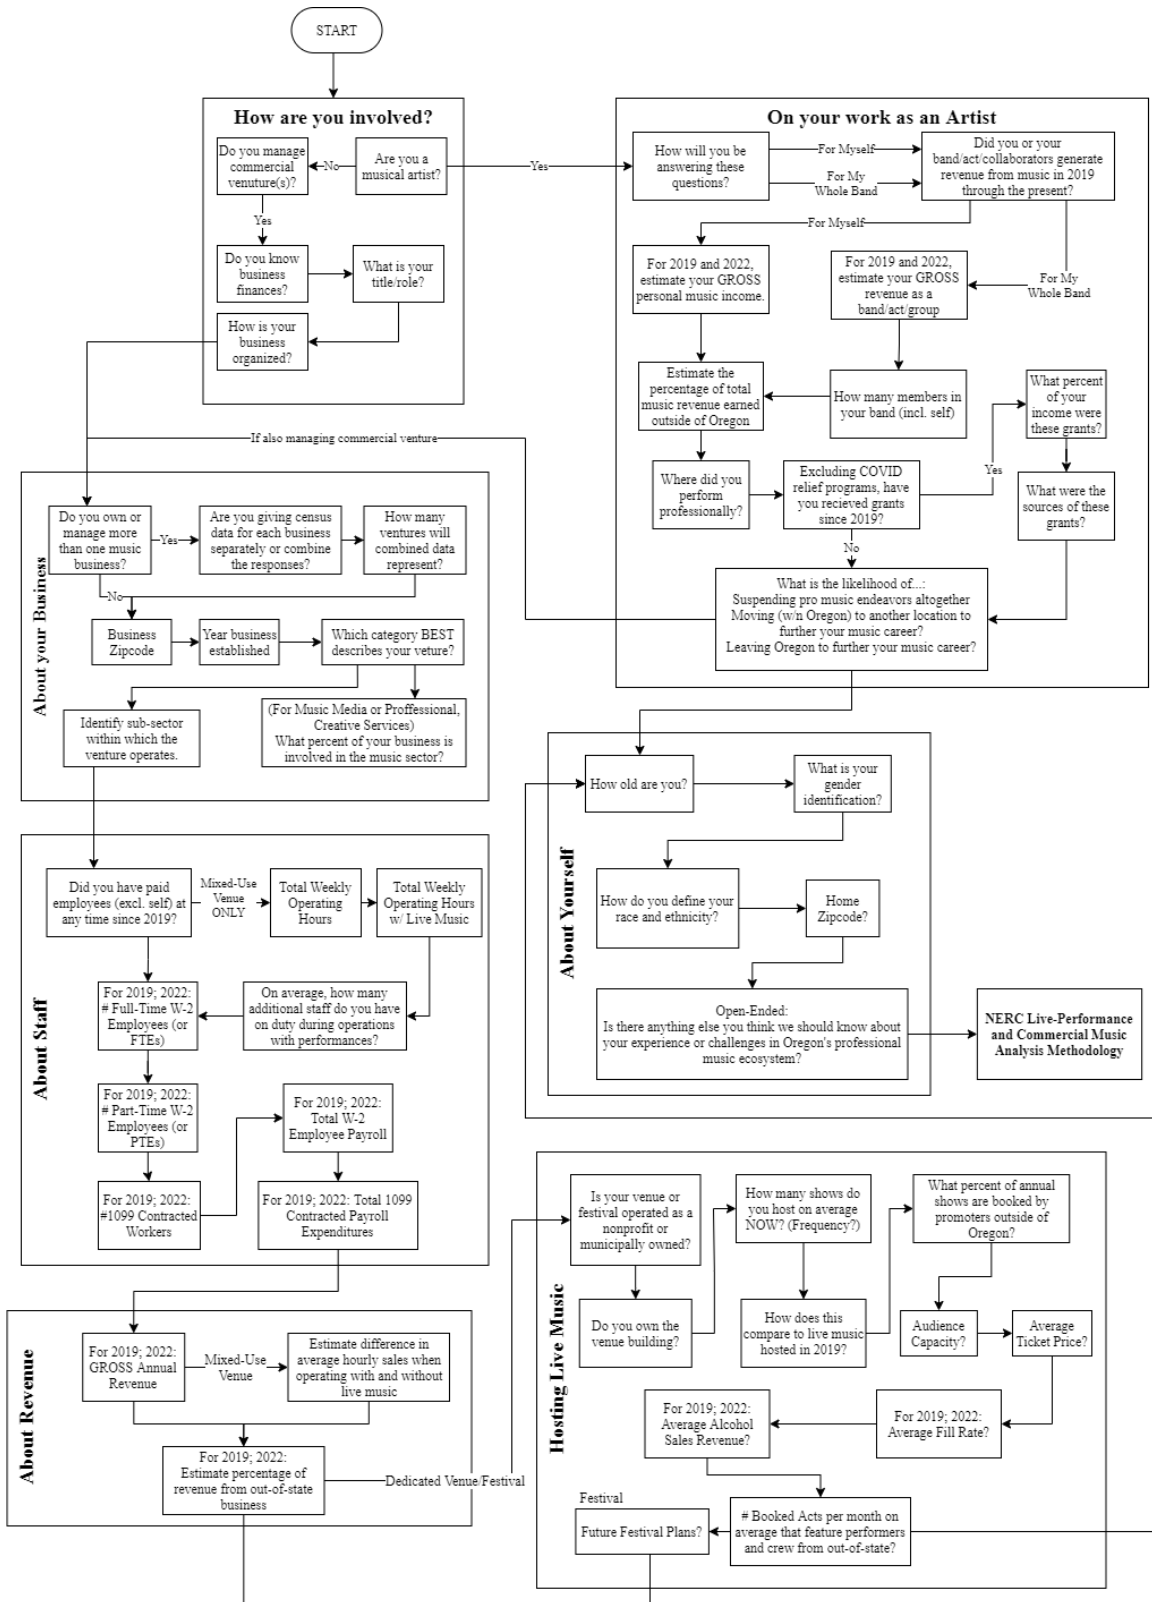 START
How are you involved?
Do you manage
commercial
venuture(s)?
No
Are you a
musical artist?
Yes
Yes
Do you know
business
finances?
What is your
title/role?
How is your
business
organized?
On your work as an Artist
How will you be
answering these
questions?
For Myself
For My
Whole Band
Did you or your
band/act/collaborators generate
revenue from music in 2019
through the present?
For Myself
For My
Whole Band
For 2019 and 2022,
estimate your GROSS
personal music income.
For 2019 and 2022,
estimate your GROSS
revenue as a
band/act/group
Estimate the
percentage of total
music revenue earned
outside of Oregon
How many members in
your band (incl. self)
What percent
of your
income were
these grants?
Where did you
perform
professionally?
Excluding COVID
relief programs, have
you recieved grants
since 2019?
Yes
What were the
sources of these
grants?
No
What is the likelihood of...:
Suspending pro music endeavors altogether
Moving (w/n Oregon) to another location to
further your music career?
Leaving Oregon to further your music career?
If also managing commercial venture
About your Business
Do you own or
manage more
than one music
business?
Yes
Are you giving census
data for each business
separately or combine
the responses?
How many
ventures will
combined data
represent?
No
Business
Zipcode
Year business
established
Which category BEST
describes your veture?
Identify sub-sector
within which the
venture operates.
(For Music Media or Proffessional,
Creative Services)
What percent of your business is
involved in the music sector?
About Yourself
How old are you?
What is your
gender
identification?
How do you define your
race and ethnicity?
Home
Zipcode?
Open-Ended:
Is there anything else you think we should know about
your experience or challenges in Oregon's professional
music ecosystem?
NERC Live-Performance
and Commercial Music
Analysis Methodology
About Staff
Did you have paid
employees (excl. self) at
any time since 2019?
Mixed-Use
Venue
ONLY
Total Weekly
Operating
Hours
Total Weekly
Operating Hours
w/ Live Music
For 2019; 2022:
# Full-Time W-2
Employees (or
FTEs)
On average, how many
additional staff do you have
on duty during operations
with performances?
For 2019; 2022:
# Part-Time W-2
Employees (or
PTEs)
For 2019; 2022:
Total W-2
Employee Payroll
For 2019; 2022:
#1099 Contracted
Workers
For 2019; 2022: Total 1099
Contracted Payroll
Expenditures
About Revenue
For 2019; 2022:
GROSS Annual
Revenue
Mixed-Use
Venue
Estimate difference in
average hourly sales when
operating with and without
live music
For 2019; 2022:
Estimate percentage of
revenue from out-of-state
business
Dedicated Venue/Festival
Hosting Live Music
Is your venue or
festival operated as a
nonprofit or
municipally owned?
How many shows do
you host on average
NOW? (Frequency?)
What percent of annual
shows are booked by
promoters outside of
Oregon?
Do you own the
venue building?
How does this
compare to live music
hosted in 2019?
Audience
Capacity?
Average
Ticket Price?
For 2019; 2022:
Average Alcohol
Sales Revenue?
For 2019; 2022:
Average Fill Rate?
Festival
Future Festival Plans?
# Booked Acts per month on
average that feature performers
and crew from out-of-state?